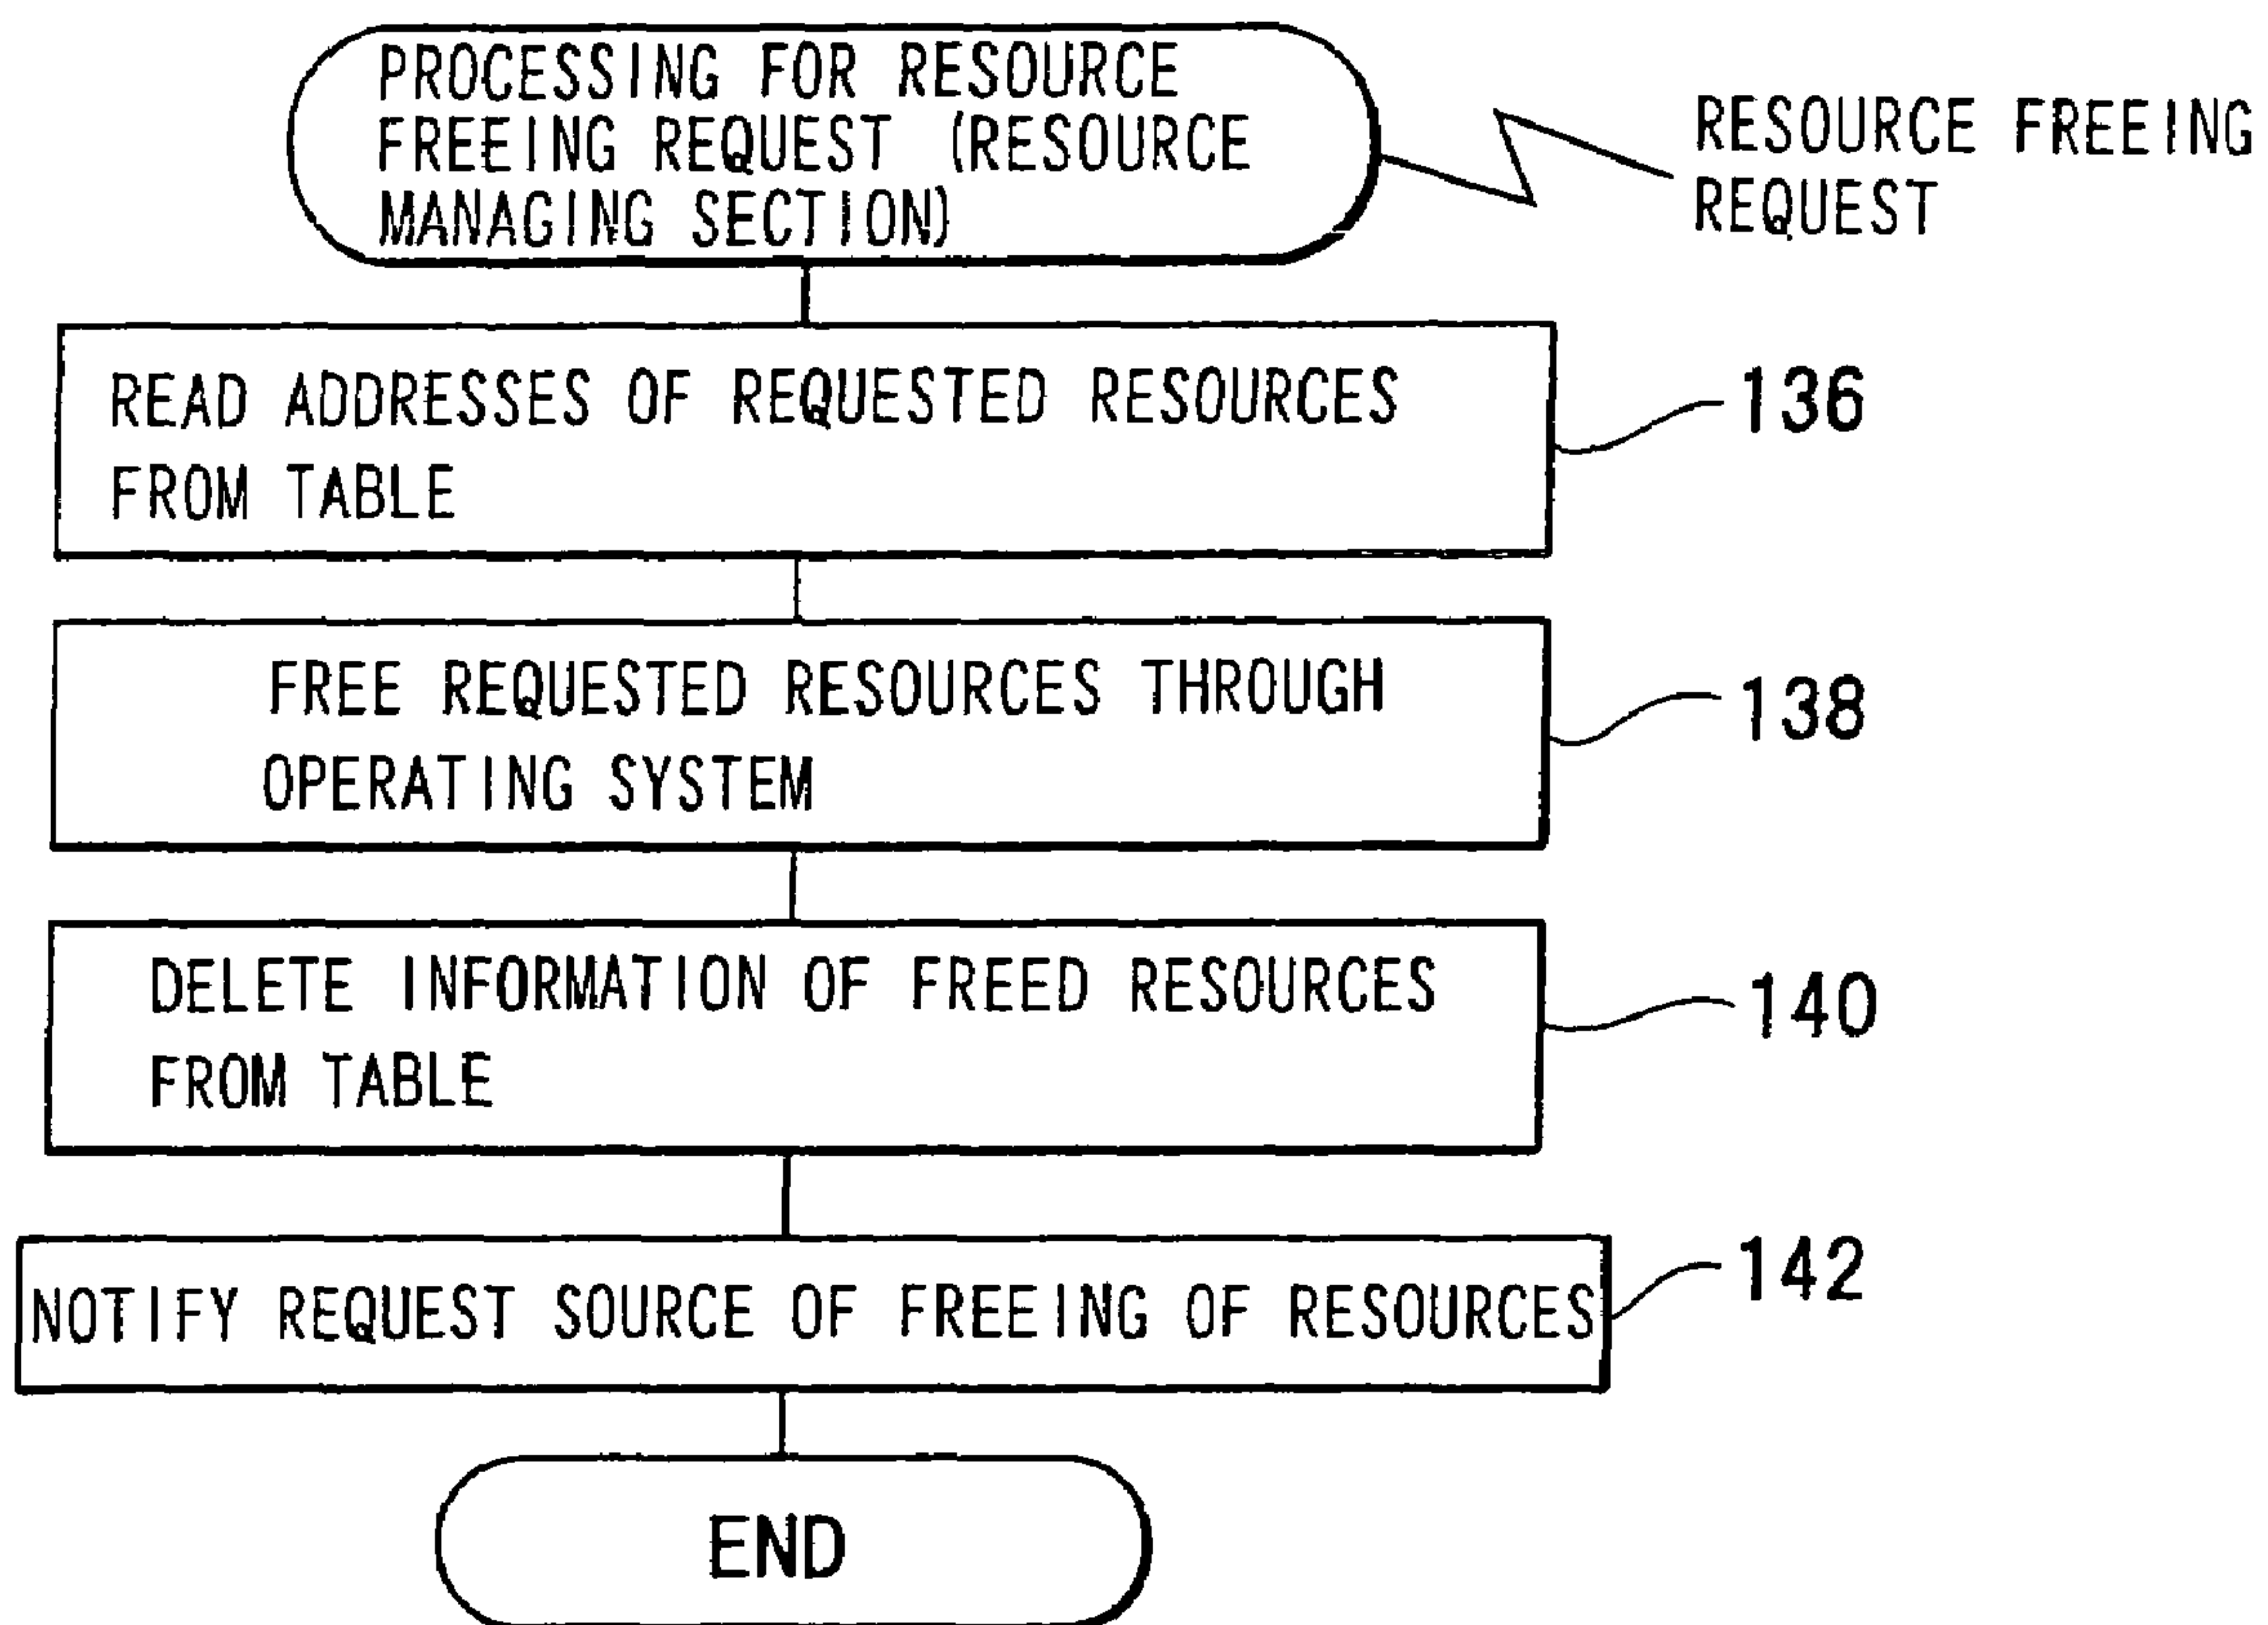 PROCESSING FOR RESOURCE
FREEING REQUEST (RESOURCE
MANAGING SECTION)
RESOURCE FREEING
REQUEST
READ ADDRESSES OF REQUESTED RESOURCES
FROM TABLE
136
FREE REQUESTED RESOURCES THROUGH
OPERATING SYSTEM
138
DELETE INFORMATION OF FREED RESOURCES
FROM TABLE
140
NOTIFY REQUEST SOURCE OF FREEING OF RESOURCES
142
END